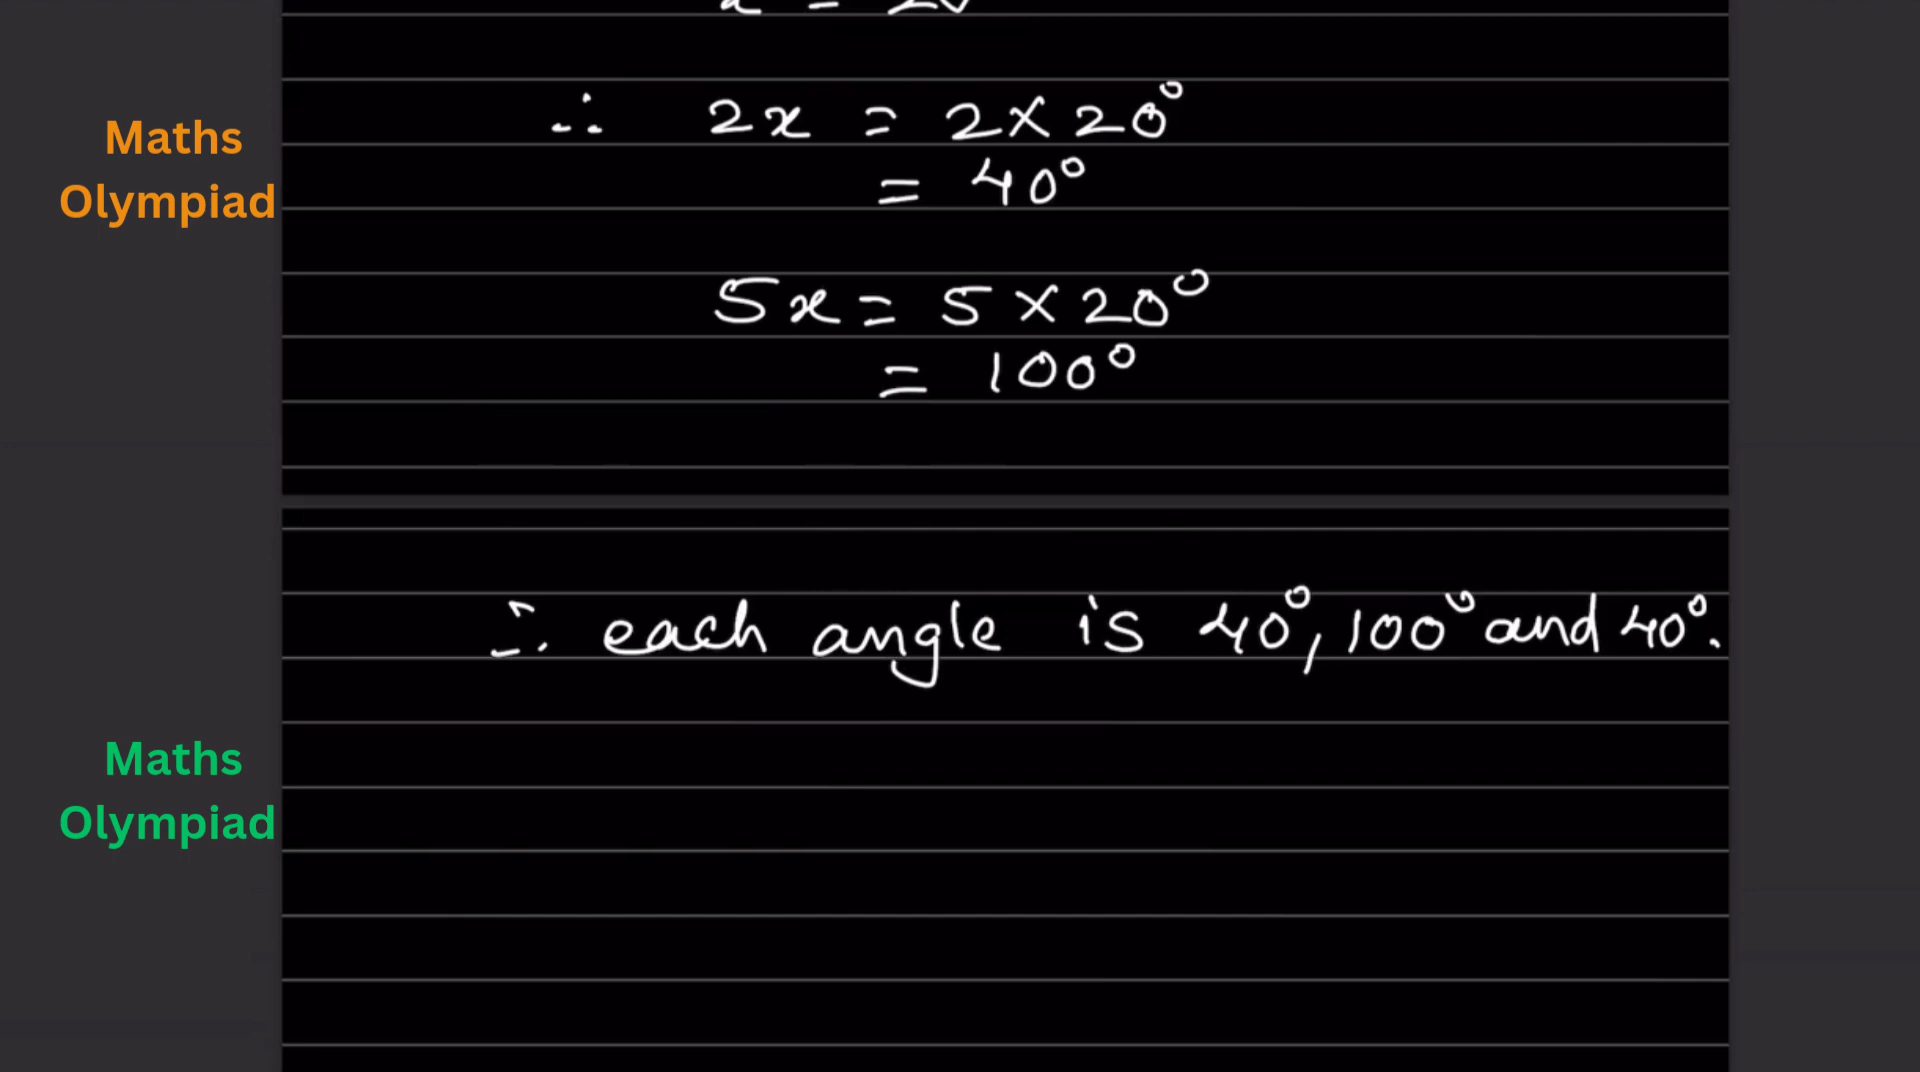 x = 20
Maths
Olympiad
∴ 2x = 2×20°
= 40°
5x = 5×20°
= 100°
∴ each angle is 40°, 100° and 40°.
Maths
Olympiad